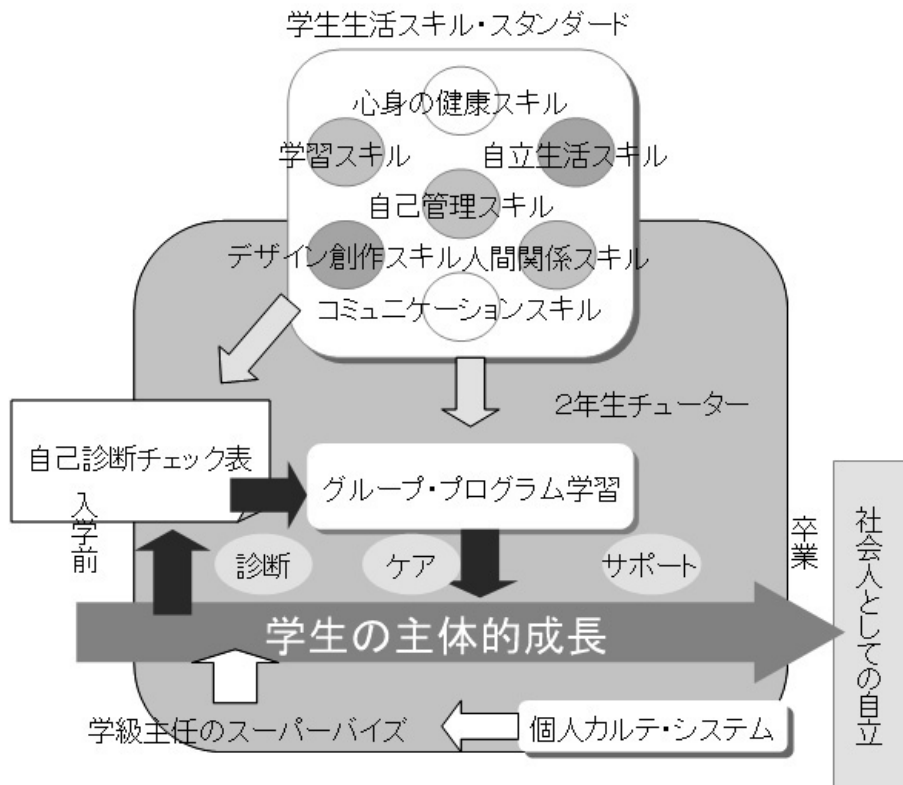 学生生活スキル・スタンダード
心身の健康スキル
学習スキル
自立生活スキル
自己管理スキル
デザイン創作スキル
人間関係スキル
コミュニケーションスキル
2年生チューター
自己診断チェック表
グループ・プログラム学習
入学前
診断
ケア
サポート
卒業
学生の主体的成長
社会人としての自立
学級主任のスーパーバイズ
個人カルテ・システム